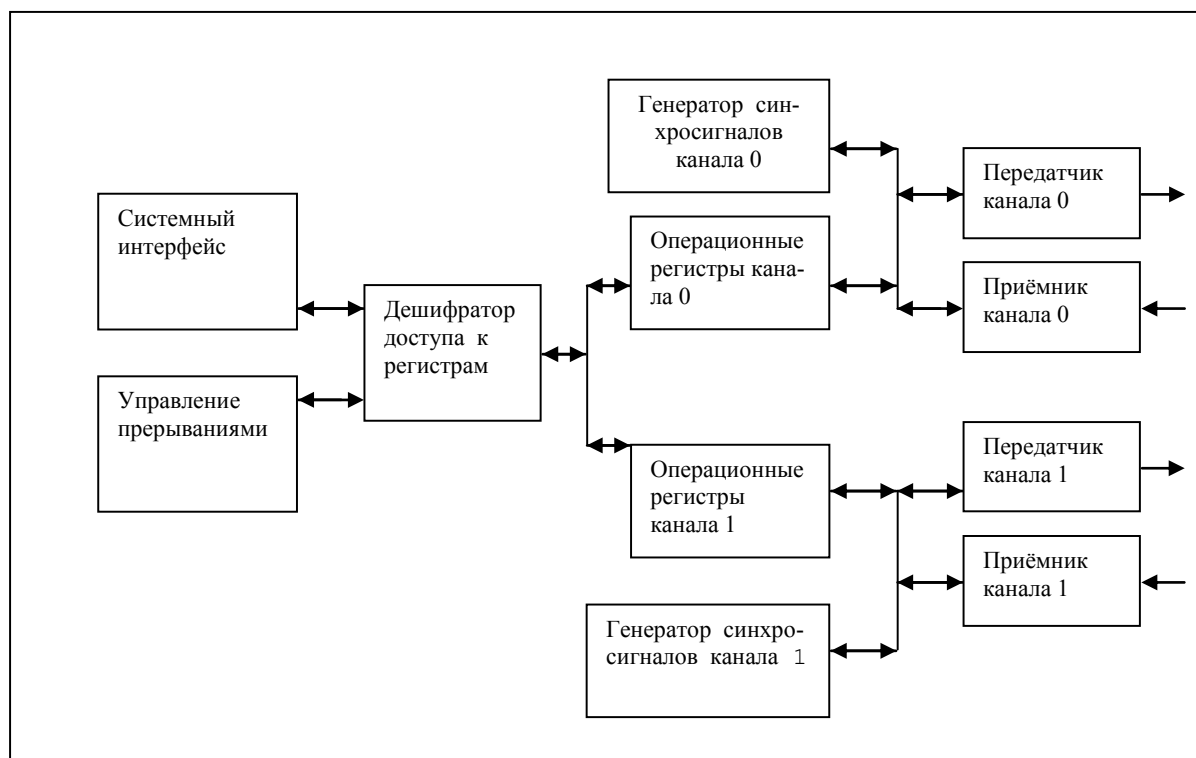 Генератор син-
хросигналов
канала 0
Передатчик
канала 0
Системный
интерфейс
Операционные
регистры кана-
ла 0
Приёмник
канала 0
Дешифратор
доступа к
регистрам
Управление
прерываниями
Передатчик
канала 1
Операционные
регистры
канала 1
Приёмник
канала 1
Генератор синхро-
сигналов канала 1